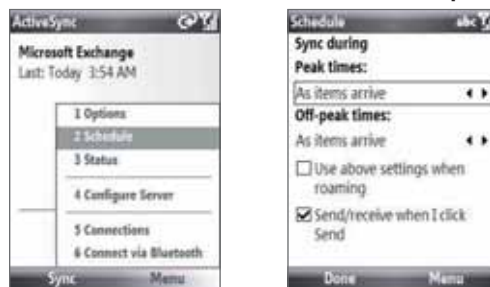 ActiveSync
Microsoft Exchange
Last: Today 3:54 AM
1 Options
2 Schedule
3 Status
4 Configure Server
5 Connections
6 Connect via Bluetooth
Sync Menu
Schedule abc
Sync during
Peak times:
As items arrive
Off-peak times:
As items arrive
Use above settings when
roaming
Send/receive when I click
Send
Done Menu